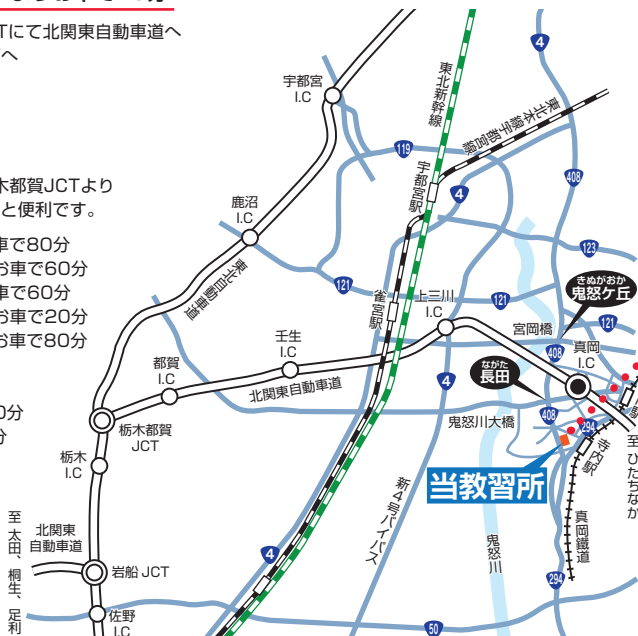 Tにて北関東自動車道へ
へ
木都賀JCTより
と便利です。
車で80分
お車で60分
車で60分
お車で20分
お車で80分
0分
分
宇都宮
I.C
鹿沼
I.C
東北自動車道
都賀
I.C
壬生
I.C
北関東自動車道
栃木都賀
JCT
栃木
I.C
至 太田、桐生、足利
北関東
自動車道
岩船JCT
佐野
I.C
東北新幹線
東北本線宇都宮線
宇都宮駅
雀宮駅
上三川
I.C
宮岡橋
きぬがおか
鬼怒ケ丘
真岡
I.C
ながた
長田
鬼怒川大橋
当教習所
寺内駅
至 ひたちなか
真岡鐵道
鬼怒川
新4号バイパス
4
119
408
4
123
121
121
121
408
4
408
294
4
294
50